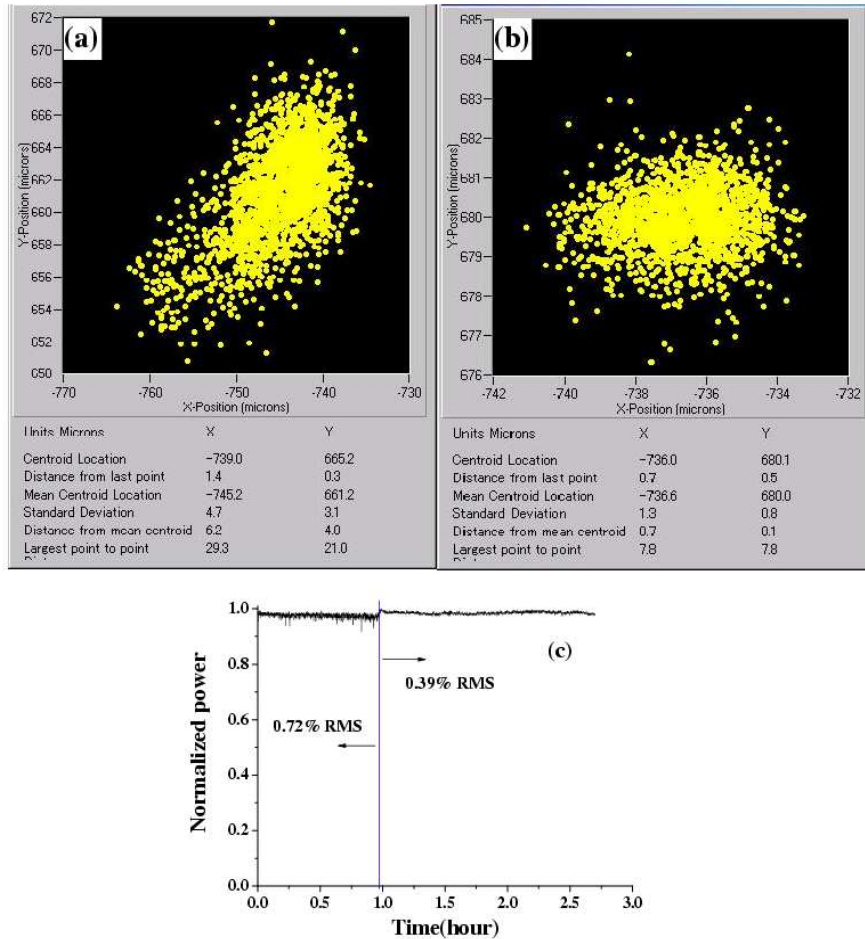 (a)
672
670
668
666
664
662
660
658
656
654
052
050
Y-Position (microns)
-770
-760
-750
-740
-730
X-Position (microns)
Units Microns X Y
Centroid Location -739.0 665.2
Distance from last point 1.4 0.3
Mean Centroid Location -745.2 661.2
Standard Deviation 4.7 3.1
Distance from mean centroid 6.2 4.0
Largest point to point 29.3 21.0
(b)
685
684
683
682
681
680
679
678
677
676
Y-Position (microns)
-742
-740
-738
-736
-734
-732
X-Position (microns)
Units Microns X Y
Centroid Location -736.0 680.1
Distance from last point 0.7 0.5
Mean Centroid Location -736.6 680.0
Standard Deviation 1.3 0.8
Distance from mean centroid 0.7 0.1
Largest point to point 7.8 7.8
(c)
1.0
0.8
0.6
0.4
0.2
0.0
Normalized power
0.39% RMS
0.72% RMS
0.0 0.5 1.0 1.5 2.0 2.5 3.0
Time(hour)